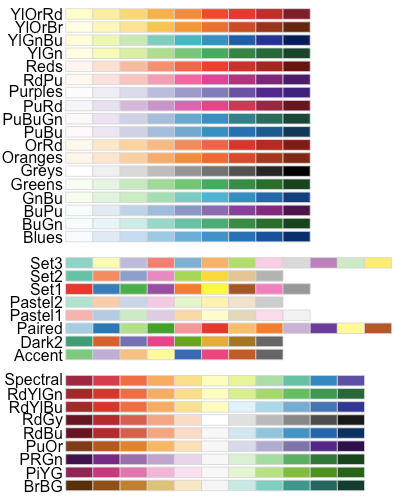 YlOrRd
YlOrBr
YlGnBu
YlGn
Reds
RdPu
Purples
PuRd
PuBuGn
PuBu
OrRd
Oranges
Greys
Greens
GnBu
BuPu
BuGn
Blues
Set3
Set2
Set1
Pastel2
Pastel1
Paired
Dark2
Accent
Spectral
RdYlGn
RdYlBu
RdGy
RdBu
PuOr
PRGn
PiYG
BrBG